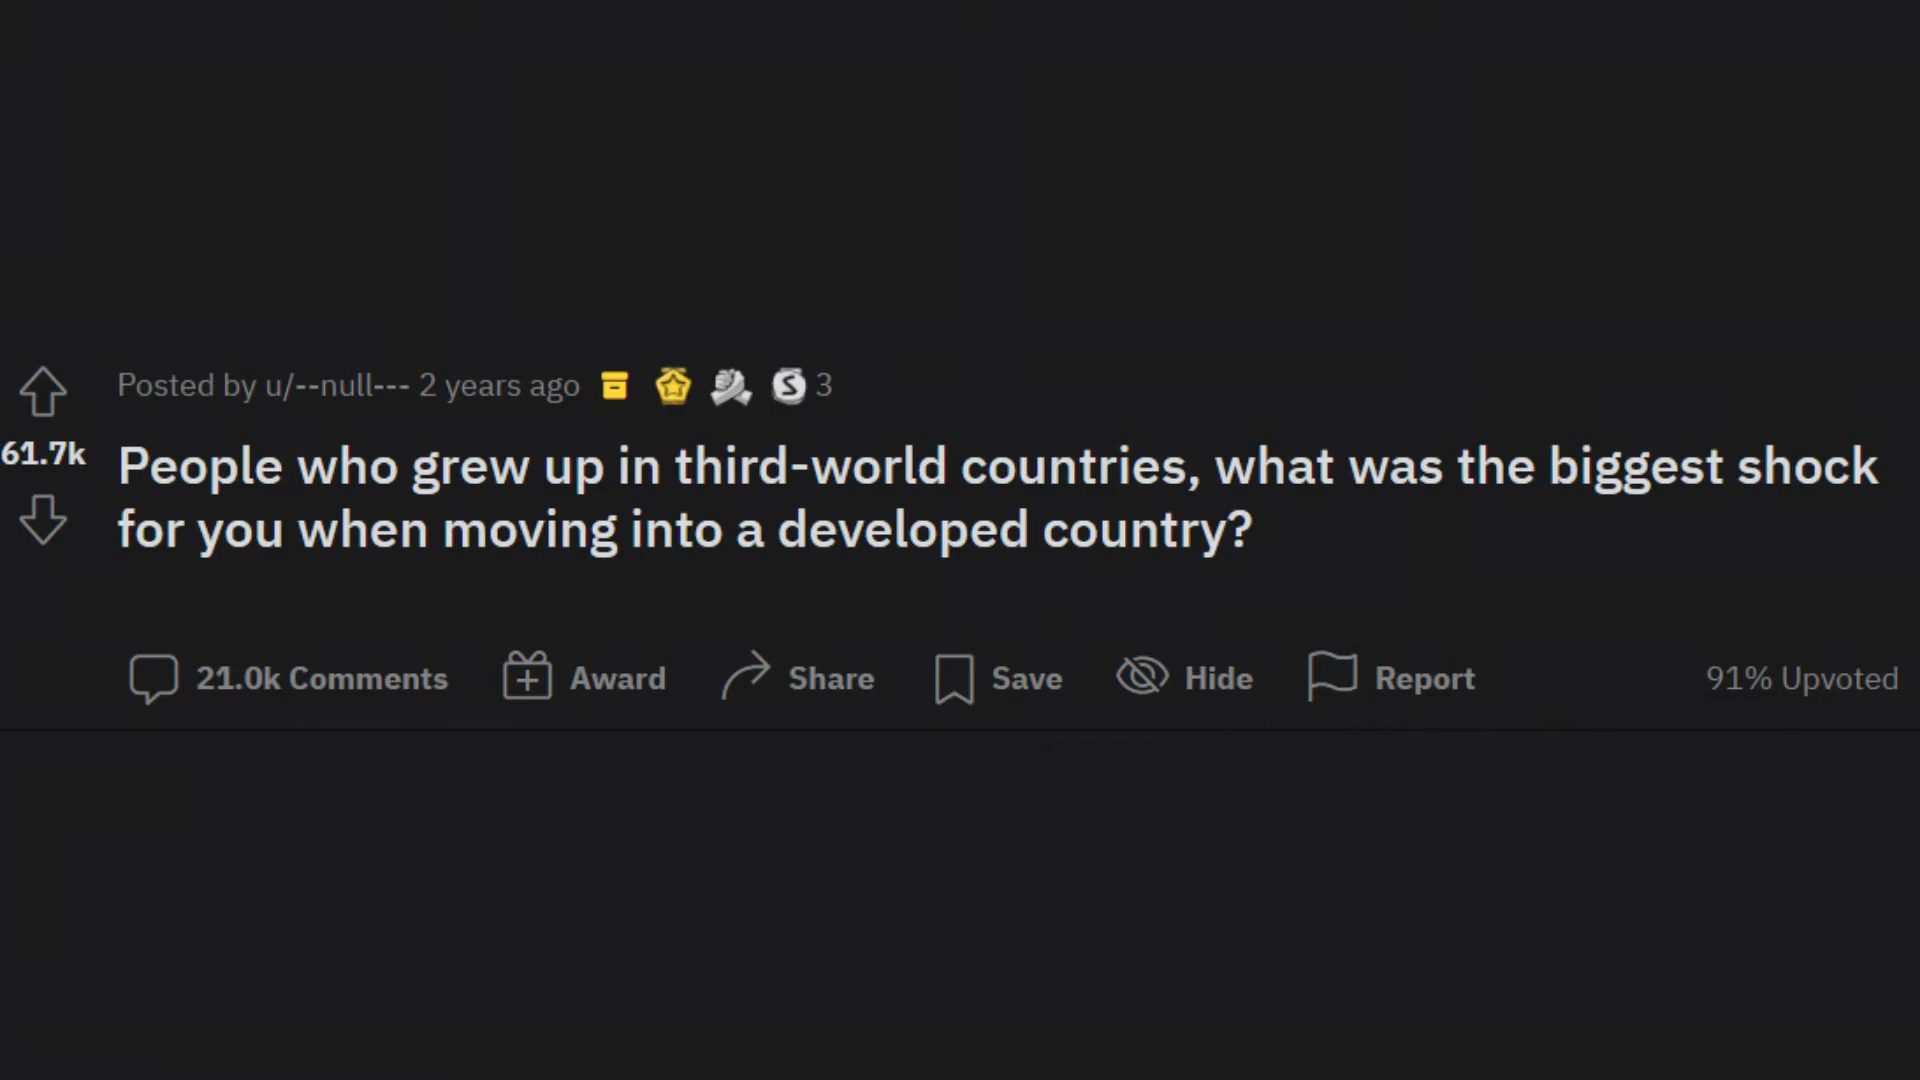 Posted by u/--null--- 2 years ago 3
61.7k
People who grew up in third-world countries, what was the biggest shock
for you when moving into a developed country?
21.0k Comments Award Share Save Hide Report 91% Upvoted